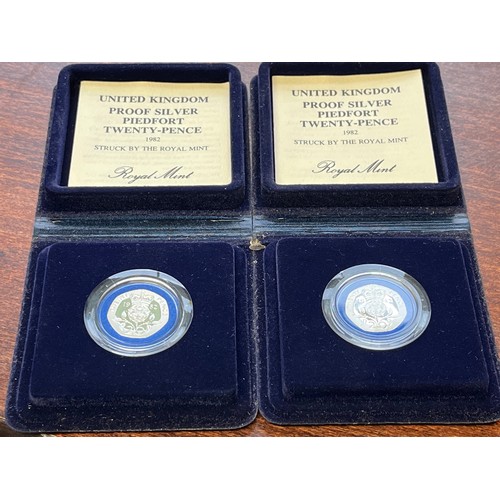 UNITED KINGDOM
PROOF SILVER
PIEDFORT
TWENTY-PENCE
1982
STRUCK BY THE ROYAL MINT
Royal Mint
UNITED KINGDOM
PROOF SILVER
PIEDFORT
TWENTY-PENCE
1982
STRUCK BY THE ROYAL MINT
Royal Mint